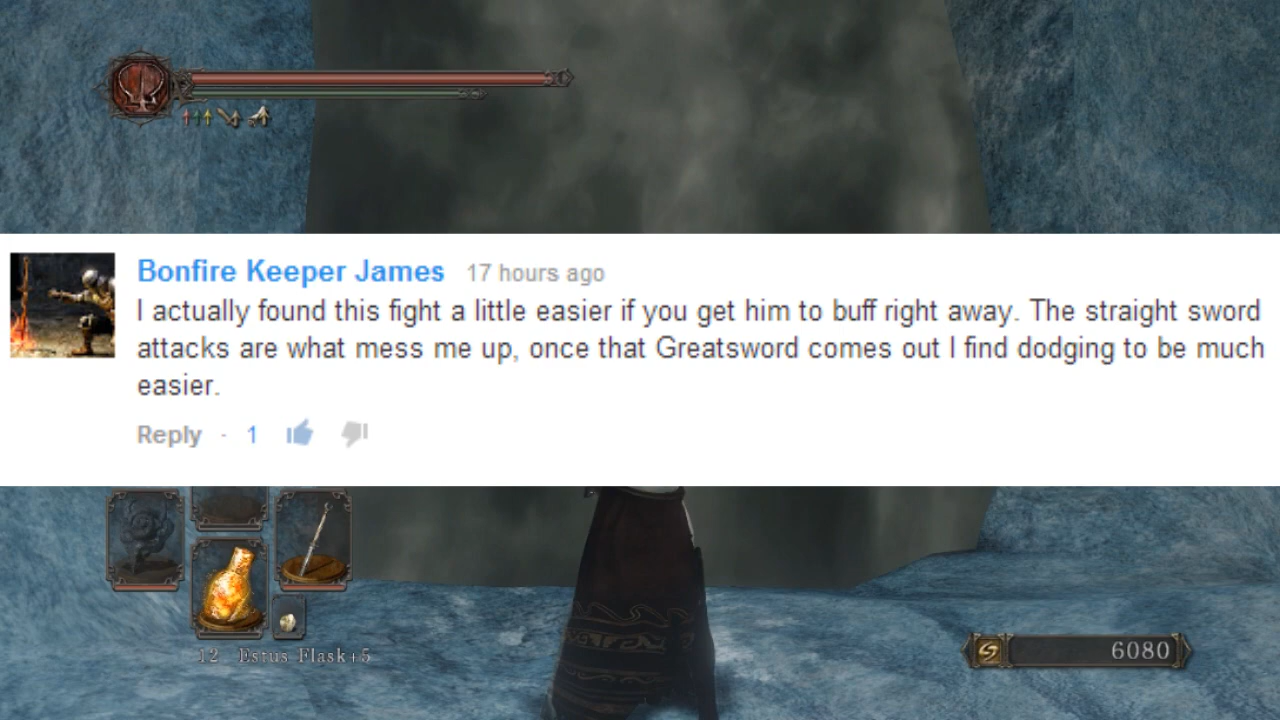 Bonfire Keeper James 17 hours ago
I actually found this fight a little easier if you get him to buff right away. The straight sword
attacks are what mess me up, once that Greatsword comes out I find dodging to be much
easier.
Reply · 1
12 Estus Flask+5
6080